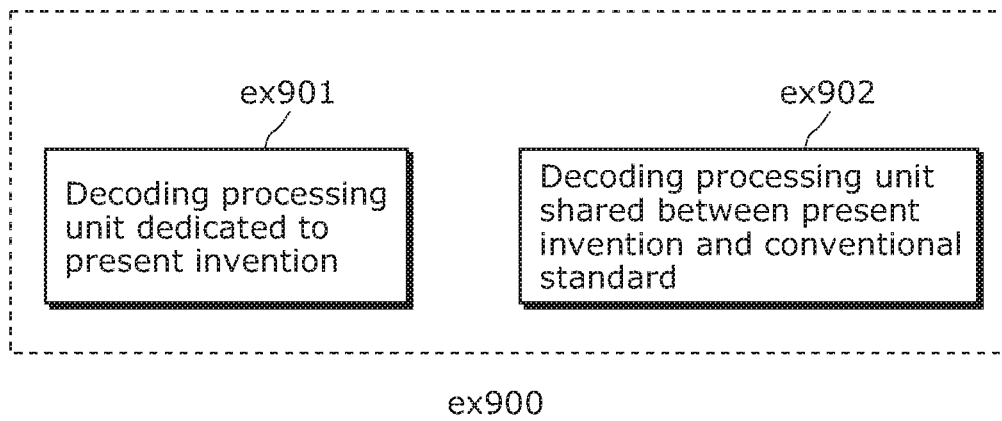 ex901
ex902
Decoding processing
unit dedicated to
present invention
Decoding processing unit
shared between present
invention and conventional
standard
ex900